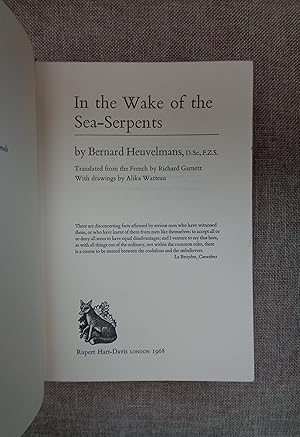 In the Wake of the
Sea-Serpents
by Bernard Heuvelmans, D.Sc, F.Z.S.
Translated from the French by Richard Garnett
With drawings by Alika Watteau
There are disconcerting facts affirmed by serious men who have witnessed
them, or who have learnt of them from men like themselves: to accept all or
to deny all seem to have equal disadvantages; and I venture to say that here,
as with all things out of the ordinary, not within the common rules, there
is a course to be steered between the credulous and the unbelievers.
La Bruyère, Caractères
Rupert Hart-Davis LONDON 1968